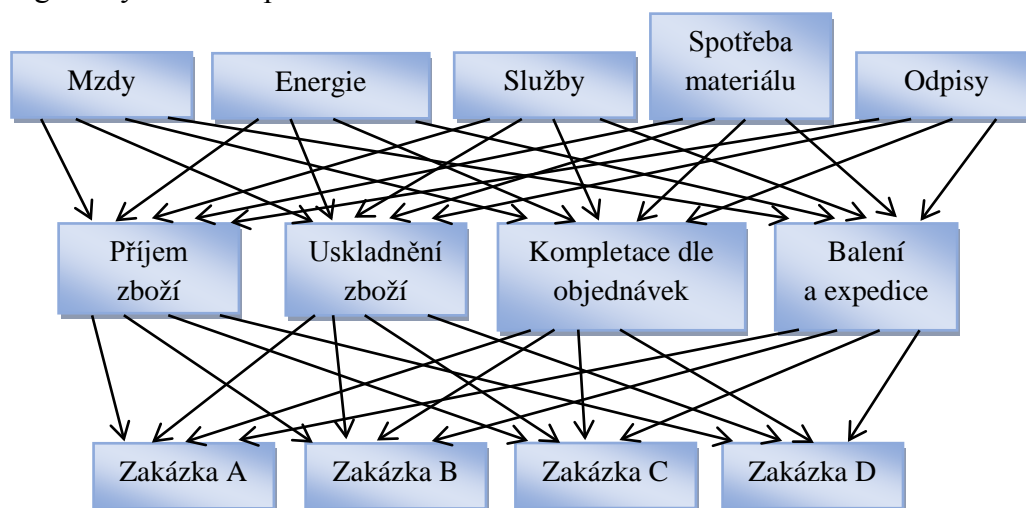 Mzdy
Energie
Služby
Spotřeba
materiálu
Odpisy
Příjem
zboží
Uskladnění
zboží
Kompletace dle
objednávek
Balení
a expedice
Zakázka A
Zakázka B
Zakázka C
Zakázka D